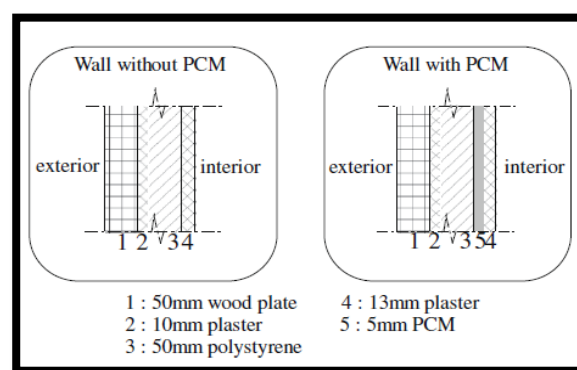 Wall without PCM
exterior
interior
1 2 3 4
Wall with PCM
exterior
interior
1 2 3 5 4
1 : 50mm wood plate
2 : 10mm plaster
3 : 50mm polystyrene
4 : 13mm plaster
5 : 5mm PCM